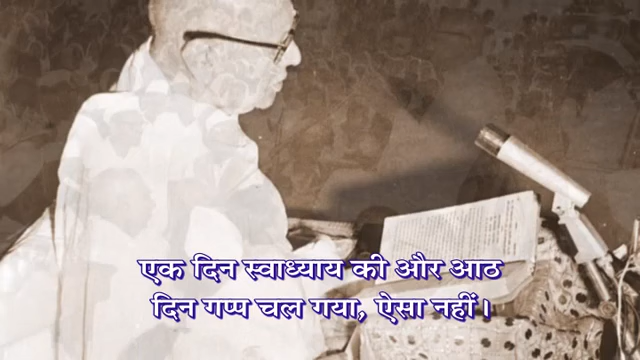 एक दिन स्वाध्याय की और आठ
दिन गप्प चल गया, ऐसा नहीं।